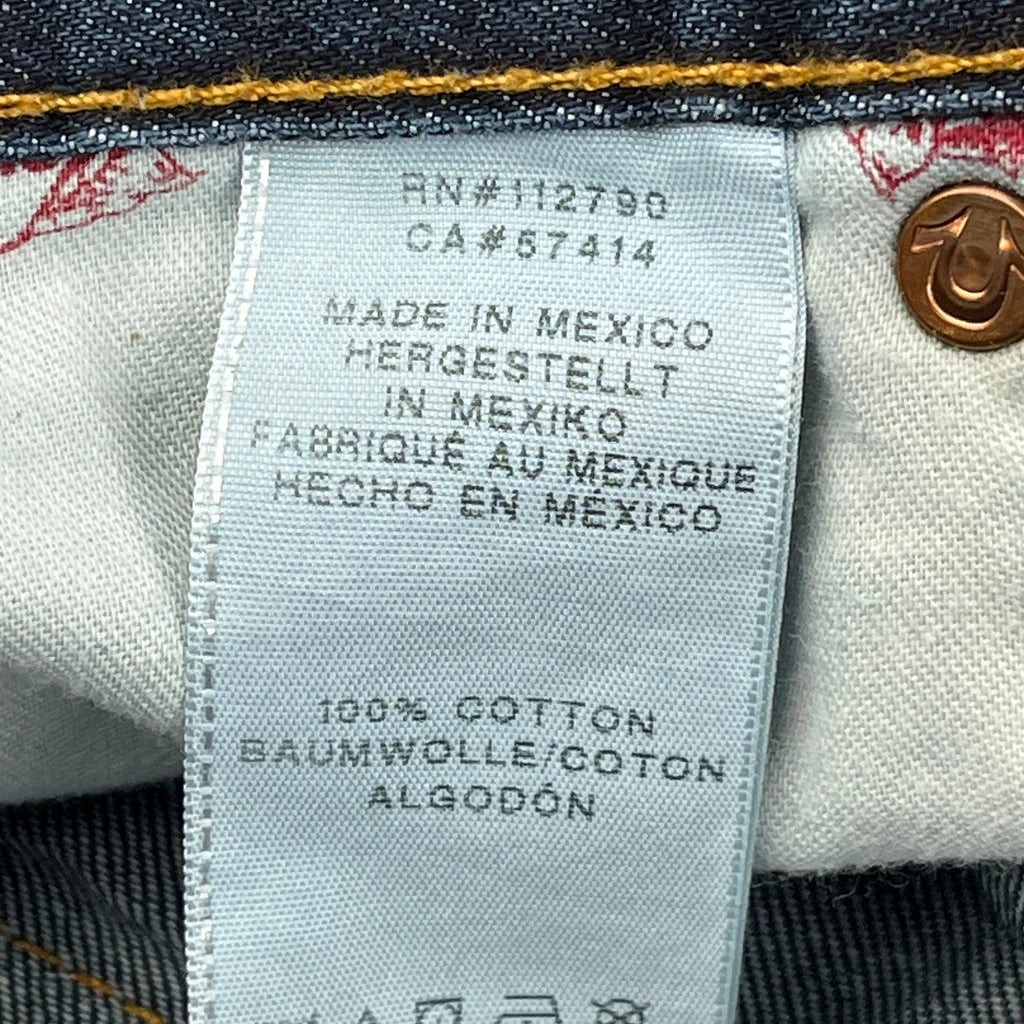 RN#112790
CA#57414
MADE IN MEXICO
HERGESTELLT
IN MEXIKO
FABRIQUÉ AU MEXIQUE
HECHO EN MÉXICO
100% COTTON
BAUMWOLLE/COTON
ALGODÓN